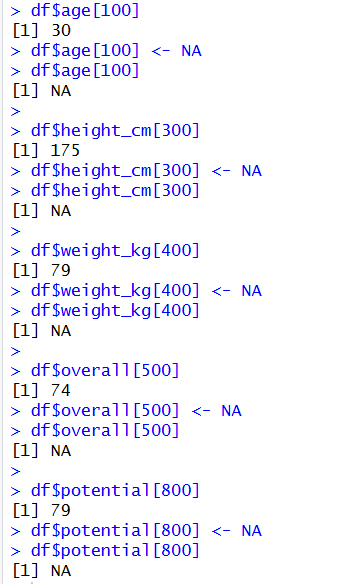 > df$age[100]
[1] 30
> df$age[100] <- NA
> df$age[100]
[1] NA
>
> df$height_cm[300]
[1] 175
> df$height_cm[300] <- NA
> df$height_cm[300]
[1] NA
>
> df$weight_kg[400]
[1] 79
> df$weight_kg[400] <- NA
> df$weight_kg[400]
[1] NA
>
> df$overall[500]
[1] 74
> df$overall[500] <- NA
> df$overall[500]
[1] NA
>
> df$potential[800]
[1] 79
> df$potential[800] <- NA
> df$potential[800]
[1] NA